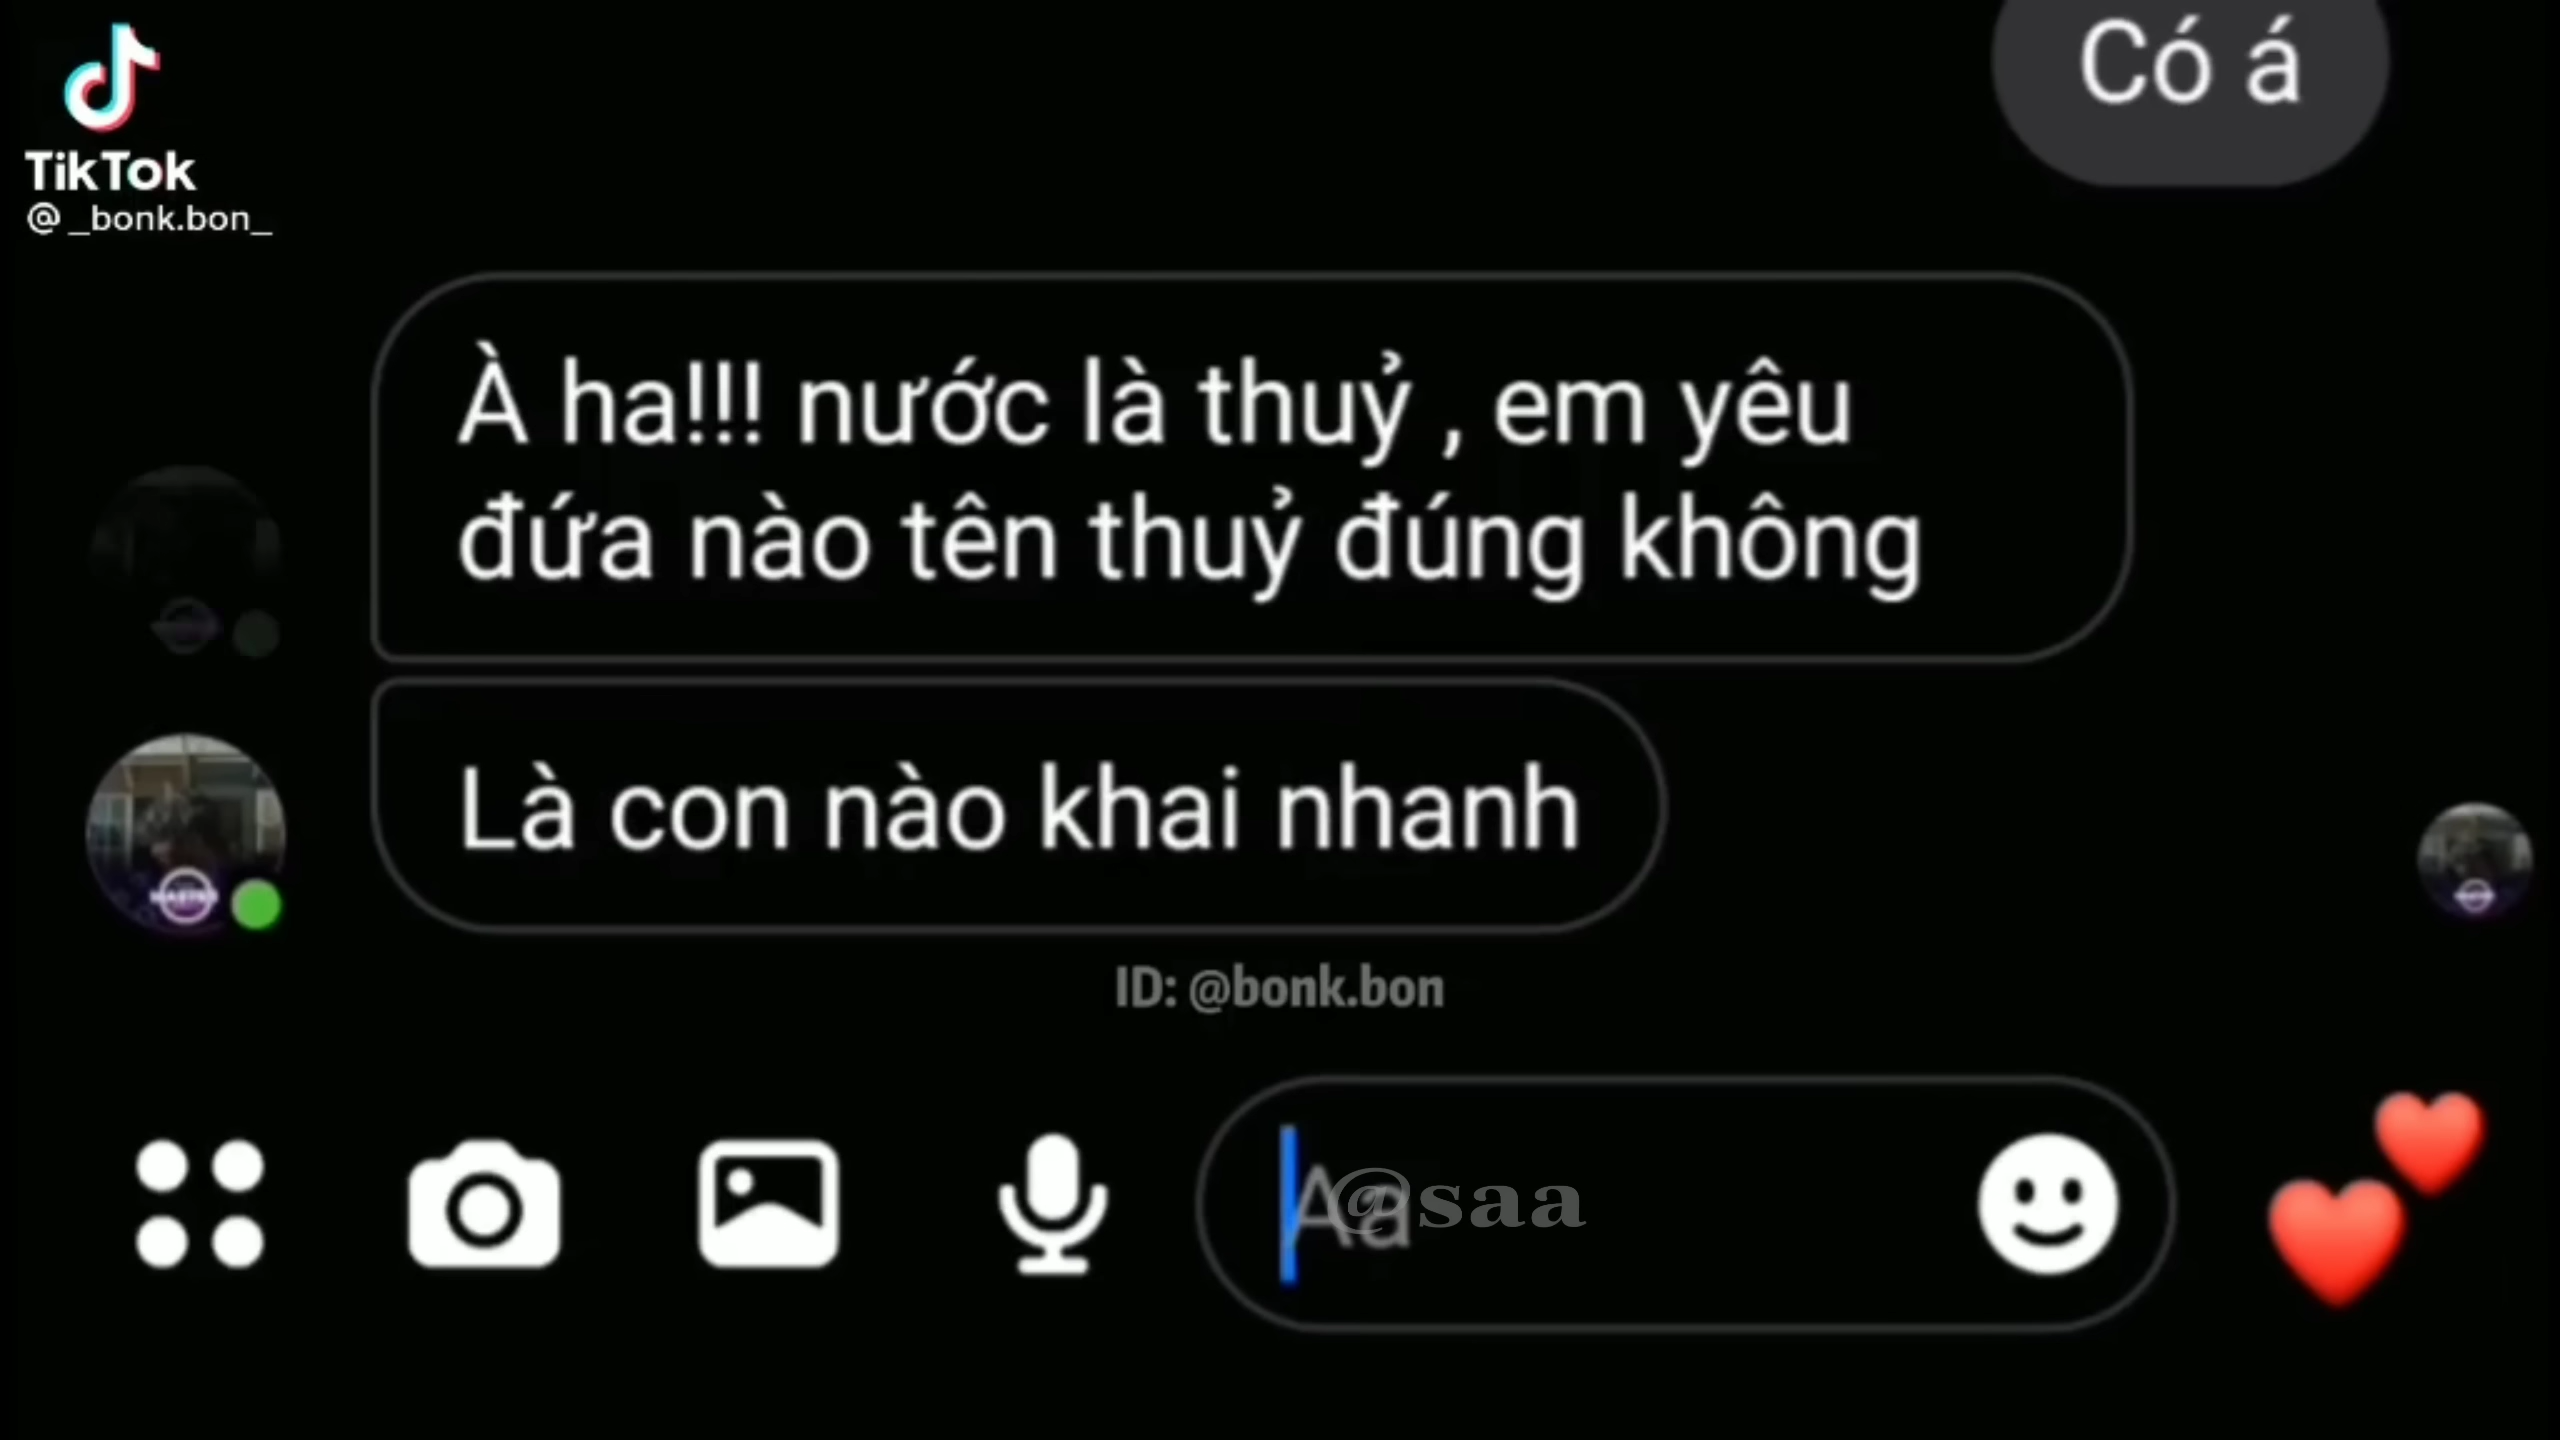 Có á
TikTok
@_bonk.bon_
À ha!!! nước là thuỷ , em yêu
đứa nào tên thuỷ đúng không
Là con nào khai nhanh
ID: @bonk.bon
Aa
@saa